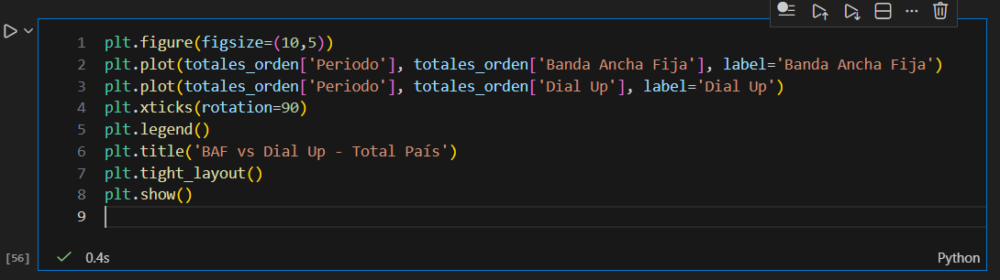 1 plt.figure(figsize=(10,5))
2 plt.plot(totales_orden['Periodo'], totales_orden['Banda Ancha Fija'], label='Banda Ancha Fija')
3 plt.plot(totales_orden['Periodo'], totales_orden['Dial Up'], label='Dial Up')
4 plt.xticks(rotation=90)
5 plt.legend()
6 plt.title('BAF vs Dial Up - Total País')
7 plt.tight_layout()
8 plt.show()
9
[56] 0.4s Python